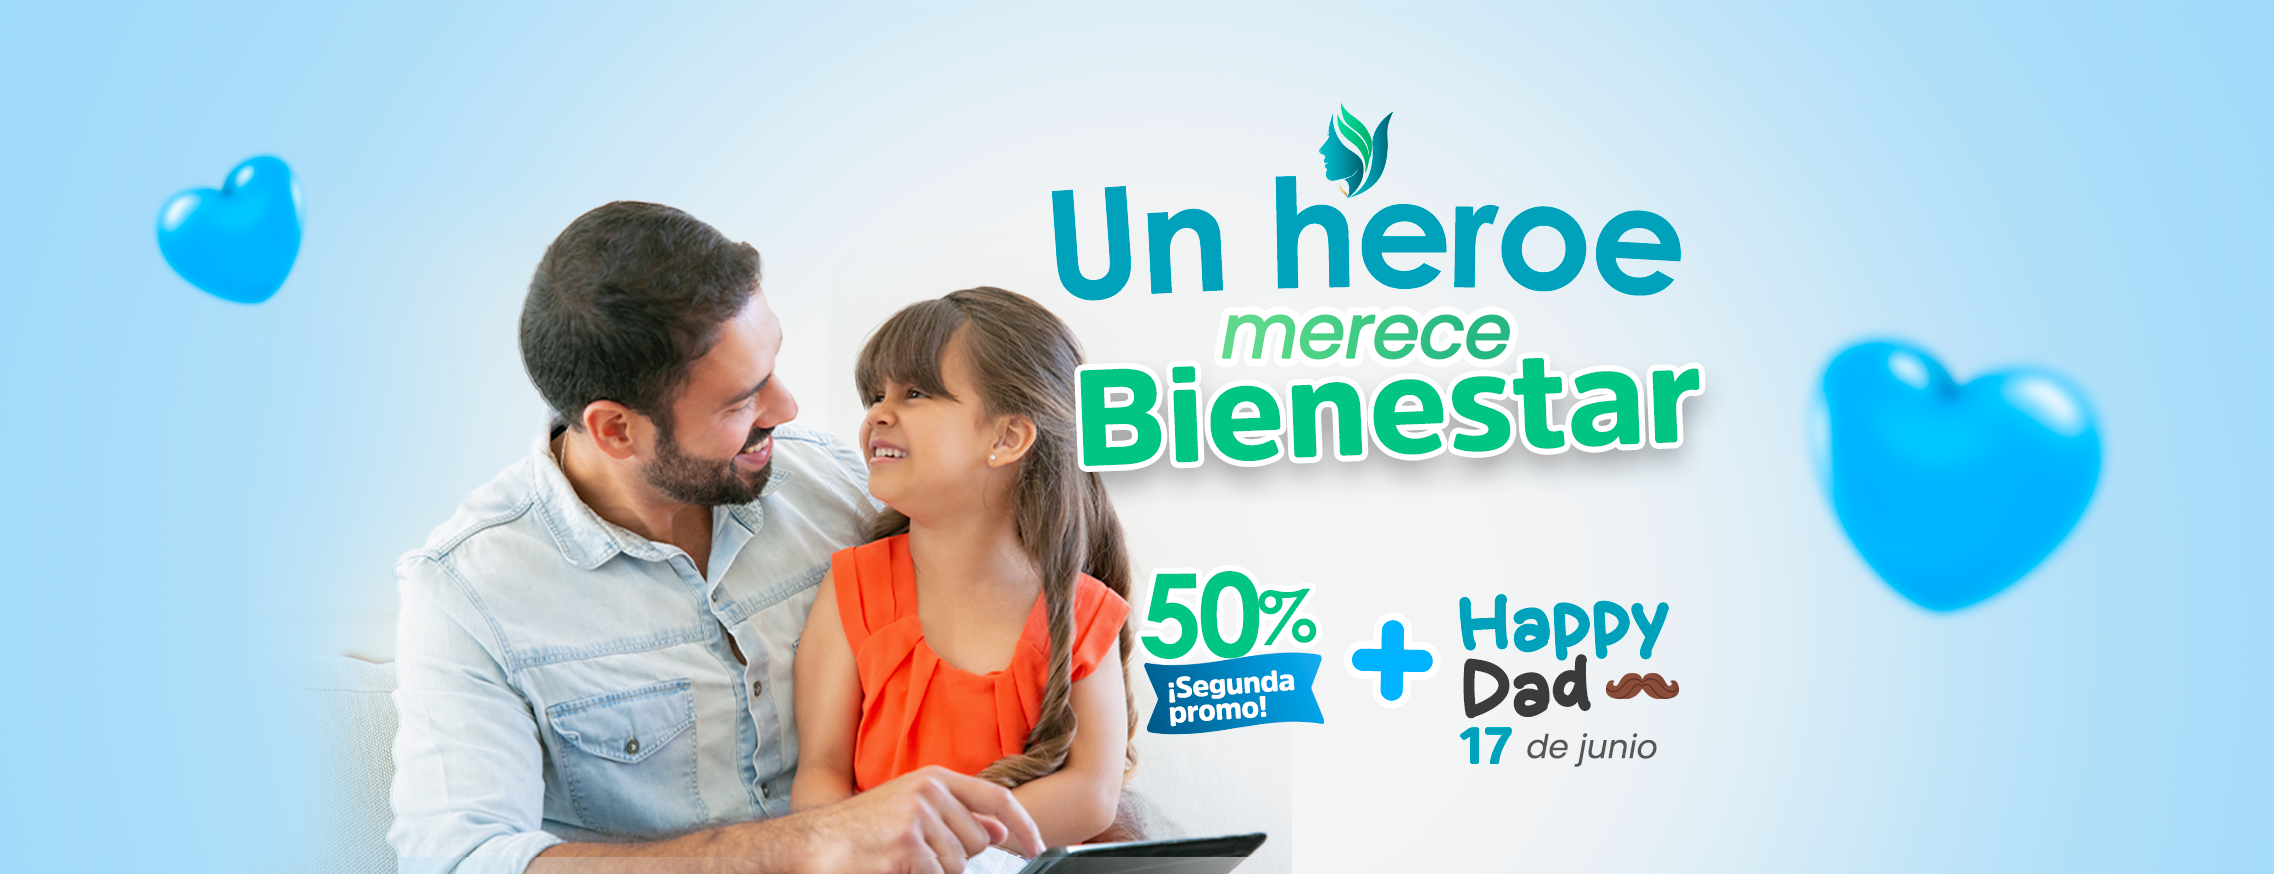 Un heroe
merece
Bienestar
50%
¡Segunda
promo!
+
Happy
Dad
17 de junio